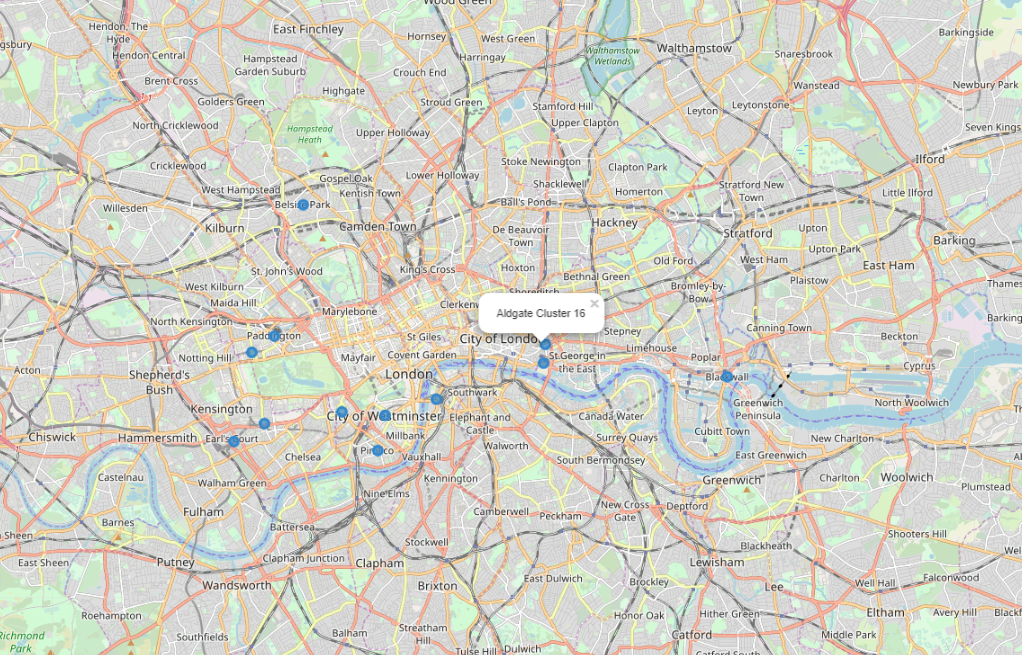 Wood Green
Hendon, The
Hyde
East Finchley
Hornsey
West Green
Walthamstow
Barkingside
Hendon Central
Hampstead
Garden Suburb
Harringay
Walthamstow
Wetlands
Snaresbrook
Brent Cross
Crouch End
Wanstead
Newbury Park
Highgate
Golders Green
Stroud Green
Stamford Hill
Leyton
Leytonstone
North Cricklewood
Hampstead
Heath
Upper Holloway
Upper Clapton
Seven Kings
Cricklewood
Gospel Oak
Lower Holloway
Stoke Newington
Clapton Park
Ilford
West Hampstead
Kentish Town
Shacklewell
Homerton
Stratford New
Town
Little Ilford
Willesden
Ball's Pond
Kilburn
Camden Town
De Beauvoir
Town
Hackney
Stratford
Upton
Barking
Upton Park
St. John's Wood
King's Cross
Hoxton
Old Ford
West Ham
East Ham
West Kilburn
Bethnal Green
Bromley-by-
Bow
Plaistow
Maida Hill
Marylebone
Aldgate Cluster 16
×
North Kensington
Paddington
St Giles
Stepney
Canning Town
Notting Hill
Mayfair
Covent Garden
St.George in
the East
Limehouse
Poplar
Cyprus
Acton
Shepherd's
Bush
London
Southwark
Blackwall
North Woolwich
Greenwich
Peninsula
Kensington
City of Westminster
Elephant and
Castle
Canada Water
Chiswick
Hammersmith
Earl's Court
Millbank
Walworth
Surrey Quays
Cubitt Town
New Charlton
Chelsea
Pimlico
Vauxhall
South Bermondsey
East Greenwich
Castelnau
Walham Green
Kennington
Greenwich
Charlton
Woolwich
Plumstead
Nine Elms
New Cross
Gate
Deptford
Fulham
Camberwell
Peckham
Barnes
Battersea
Shooters Hill
East Sheen
Putney
Clapham Junction
Clapham
Stockwell
Blackheath
Lewisham
Wandsworth
Brixton
East Dulwich
Brockley
Lee
Well Hall
Falconwood
Roehampton
Honor Oak
Hither Green
Eltham
Avery Hill
Richmond
Park
Southfields
Balham
Streatham
Hill
Tulse Hill
Dulwich
Catford
Middle Park